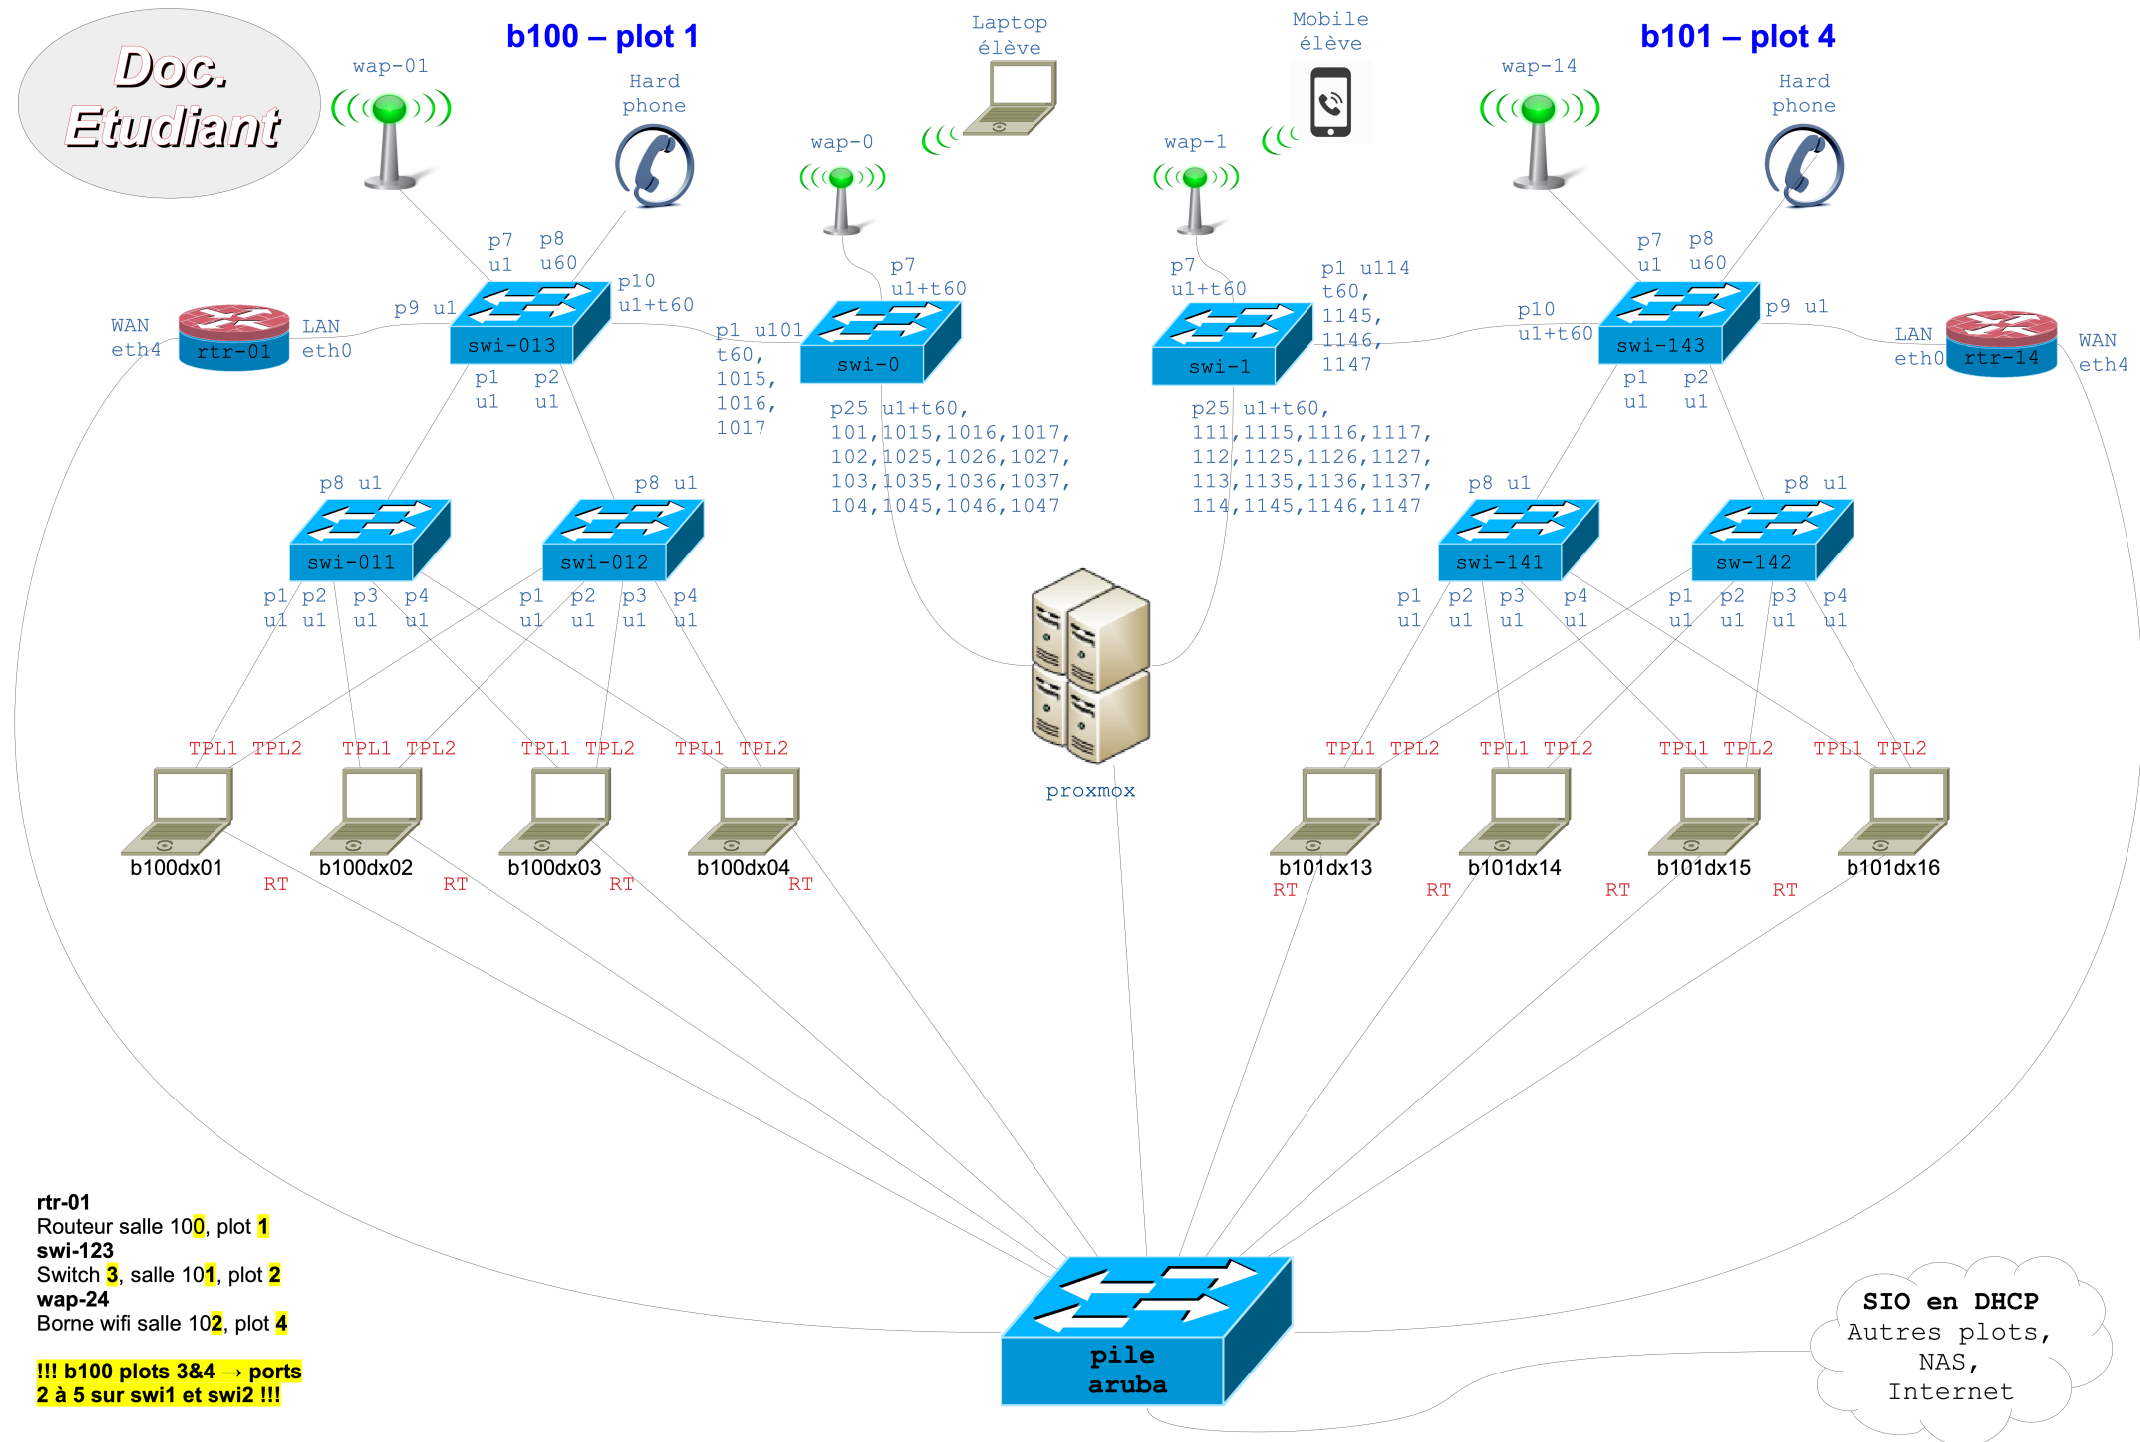 Doc.
Etudiant
b100 – plot 1
b101 – plot 4
Laptop
élève
Mobile
élève
wap-01
Hard
phone
wap-0
wap-1
wap-14
Hard
phone
p7
u1
p8
u60
p10
u1+t60
p9 u1
WAN
eth4
LAN
eth0
rtr-01
swi-013
p1
u1
p2
u1
p7
u1+t60
p1 u101
t60,
1015,
1016,
1017
swi-0
p25 u1+t60,
101,1015,1016,1017,
102,1025,1026,1027,
103,1035,1036,1037,
104,1045,1046,1047
p7
u1+t60
p1 u114
t60,
1145,
1146,
1147
swi-1
p25 u1+t60,
111,1115,1116,1117,
112,1125,1126,1127,
113,1135,1136,1137,
114,1145,1146,1147
p7
u1
p8
u60
p10
u1+t60
p9 u1
swi-143
LAN
eth0
rtr-14
WAN
eth4
p1
u1
p2
u1
p8 u1
swi-011
p8 u1
swi-012
p1
u1
p2
u1
p3
u1
p4
u1
p1
u1
p2
u1
p3
u1
p4
u1
p8 u1
swi-141
p8 u1
sw-142
p1
u1
p2
u1
p3
u1
p4
u1
p1
u1
p2
u1
p3
u1
p4
u1
TPL1 TPL2
TPL1 TPL2
TPL1 TPL2
TPL1 TPL2
b100dx01
b100dx02
b100dx03
b100dx04
RT
RT
RT
RT
proxmox
TPL1 TPL2
TPL1 TPL2
TPL1 TPL2
TPL1 TPL2
b101dx13
b101dx14
b101dx15
b101dx16
RT
RT
RT
RT
rtr-01
Routeur salle 100, plot 1
swi-123
Switch 3, salle 101, plot 2
wap-24
Borne wifi salle 102, plot 4
!!! b100 plots 3&4 → ports
2 à 5 sur swi1 et swi2 !!!
pile
aruba
SIO en DHCP
Autres plots,
NAS,
Internet